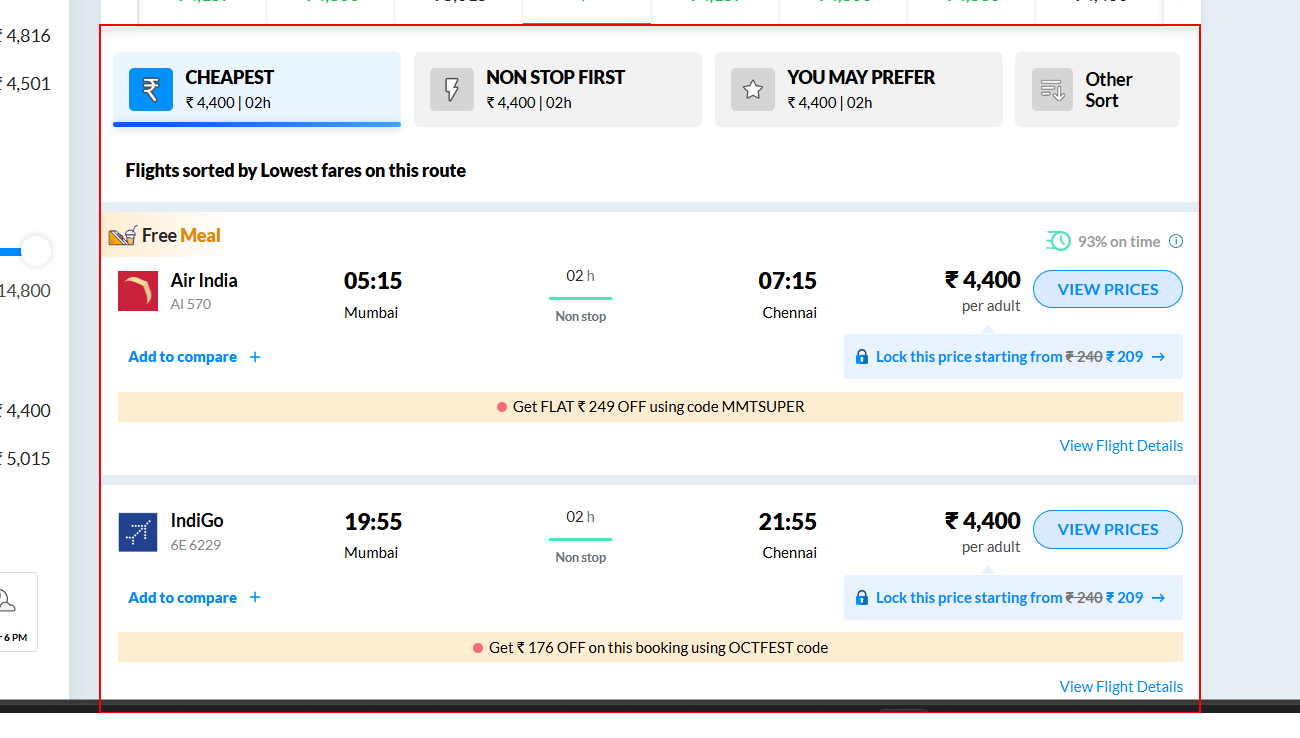 ₹ 4,816
₹ 4,501
14,800
₹ 4,400
₹ 5,015
6 PM
CHEAPEST
₹ 4,400 | 02h
NON STOP FIRST
₹ 4,400 | 02h
YOU MAY PREFER
₹ 4,400 | 02h
Other
Sort
Flights sorted by Lowest fares on this route
Free Meal
93% on time
Air India
AI 570
05:15
Mumbai
02 h
Non stop
07:15
Chennai
₹ 4,400
per adult
VIEW PRICES
Add to compare +
Lock this price starting from ₹ 240 ₹ 209 →
Get FLAT ₹ 249 OFF using code MMTSUPER
View Flight Details
IndiGo
6E 6229
19:55
Mumbai
02 h
Non stop
21:55
Chennai
₹ 4,400
per adult
VIEW PRICES
Add to compare +
Lock this price starting from ₹ 240 ₹ 209 →
Get ₹ 176 OFF on this booking using OCTFEST code
View Flight Details